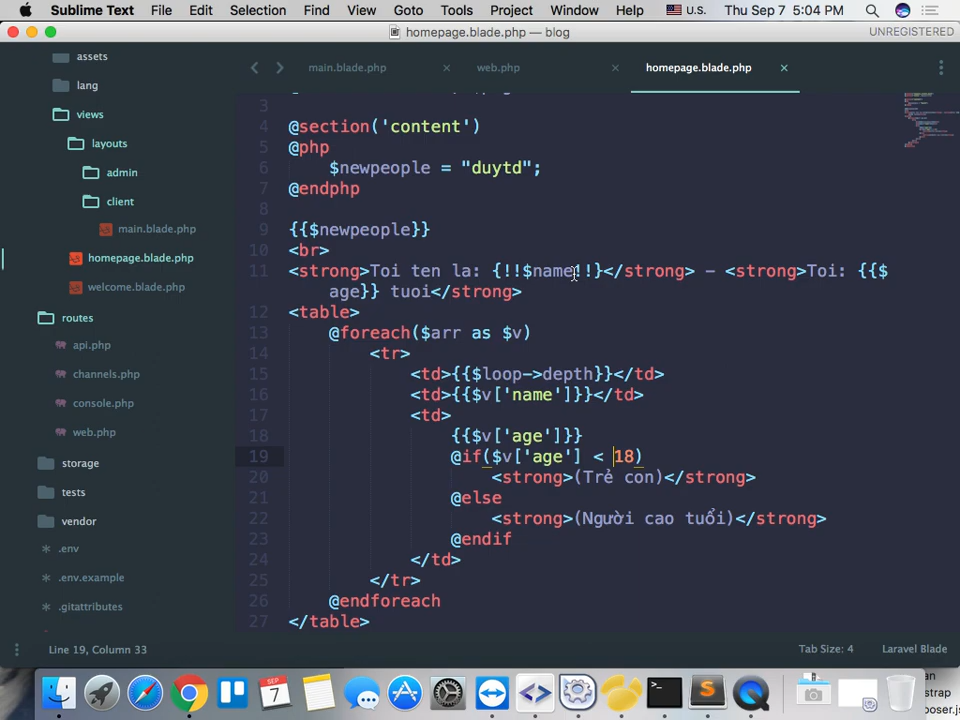 Sublime Text File Edit Selection Find View Goto Tools Project Window Help U.S. Thu Sep 7 5:04 PM
homepage.blade.php — blog
UNREGISTERED
assets
lang
views
layouts
admin
client
main.blade.php
homepage.blade.php
welcome.blade.php
routes
api.php
channels.php
console.php
web.php
storage
tests
vendor
.env
.env.example
.gitattributes
main.blade.php × web.php × homepage.blade.php ×
3
4 @section('content')
5 @php
6 $newpeople = "duytd";
7 @endphp
8
9 {{$newpeople}}
10 <br>
11 <strong>Toi ten la: {!!$name!!}</strong> – <strong>Toi: {{$
age}} tuoi</strong>
12 <table>
13 @foreach($arr as $v)
14 <tr>
15 <td>{{$loop->depth}}</td>
16 <td>{{$v['name']}}</td>
17 <td>
18 {{$v['age']}}
19 @if($v['age'] < 18)
20 <strong>(Trẻ con)</strong>
21 @else
22 <strong>(Người cao tuổi)</strong>
23 @endif
24 </td>
25 </tr>
26 @endforeach
27 </table>
Line 19, Column 33
Tab Size: 4
Laravel Blade
SEP
7
an
strap
poser.js